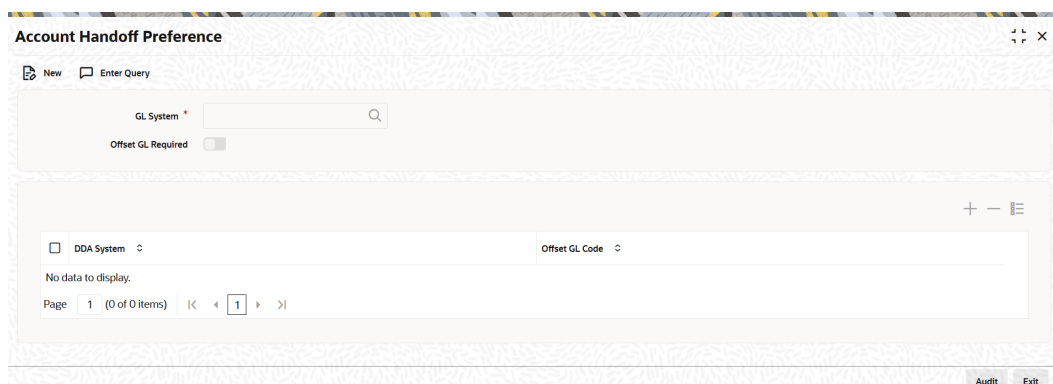 Account Handoff Preference
New Enter Query
GL System *
Offset GL Required
DDA System Offset GL Code
No data to display.
Page 1 (0 of 0 items) 1
Audit Exit